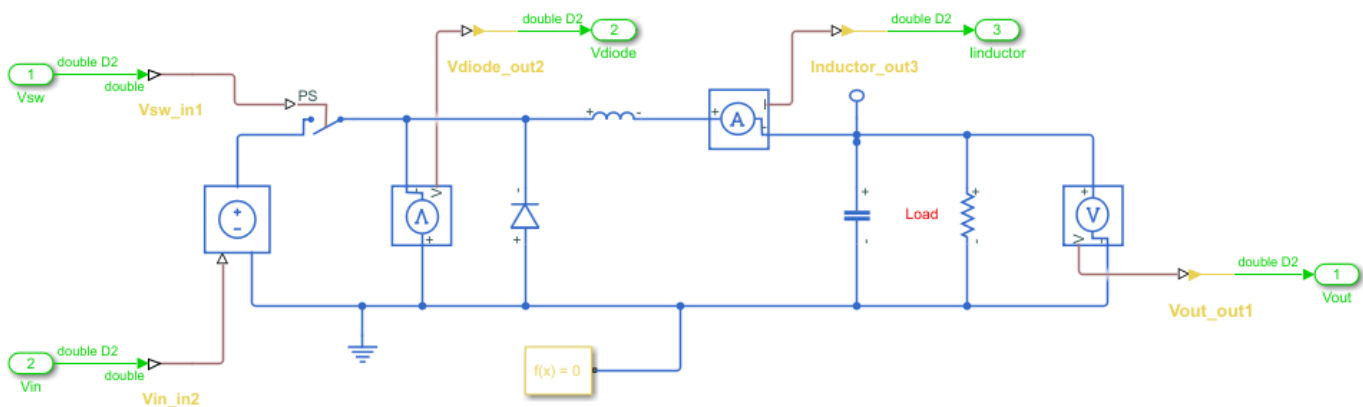 double D2
2
Vdiode
Vdiode_out2
double D2
3
Iinductor
Inductor_out3
1
Vsw
double D2
double
Vsw_in1
PS
+
-
+
A
-
I
+
-
-
V
V
+
-
+
+
-
Load
+
-
+
V
-
V
double D2
1
Vout
Vout_out1
2
Vin
double D2
double
Vin_in2
f(x) = 0